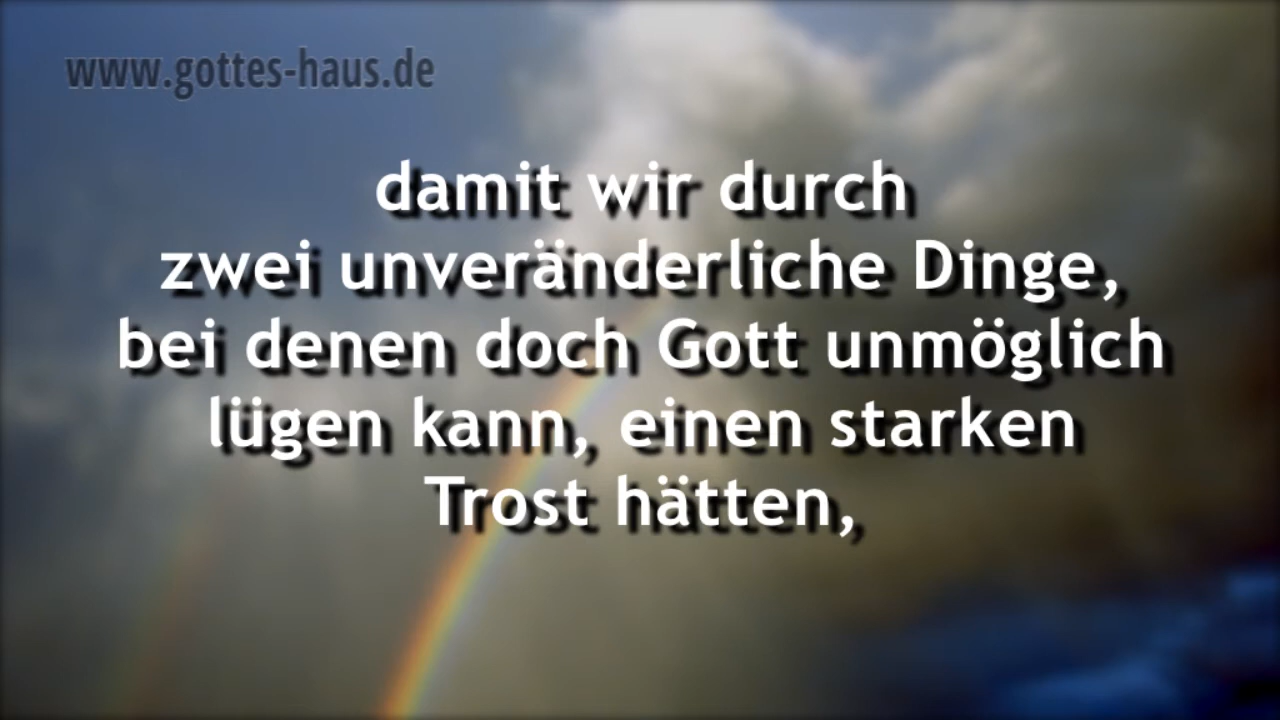 www.gottes-haus.de
damit wir durch
zwei unveränderliche Dinge,
bei denen doch Gott unmöglich
lügen kann, einen starken
Trost hätten,